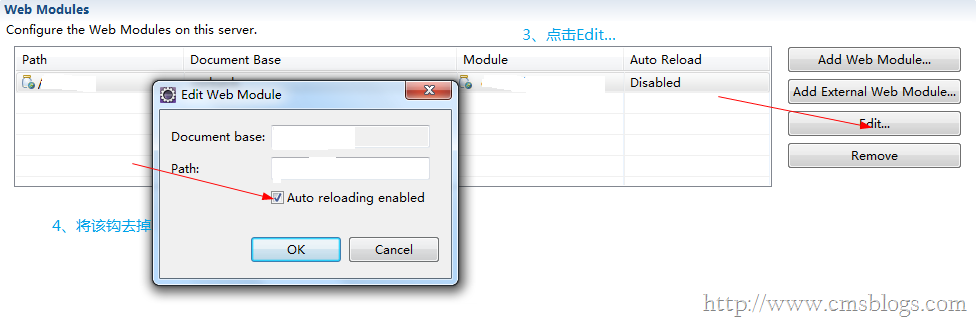 Web Modules
Configure the Web Modules on this server.
3、点击Edit...
Path Document Base Module Auto Reload
/ Disabled
Add Web Module...
Add External Web Module...
Edit...
Remove
Edit Web Module
Document base:
Path:
Auto reloading enabled
4、将该钩去掉
OK Cancel
http://www.cmsblogs.com